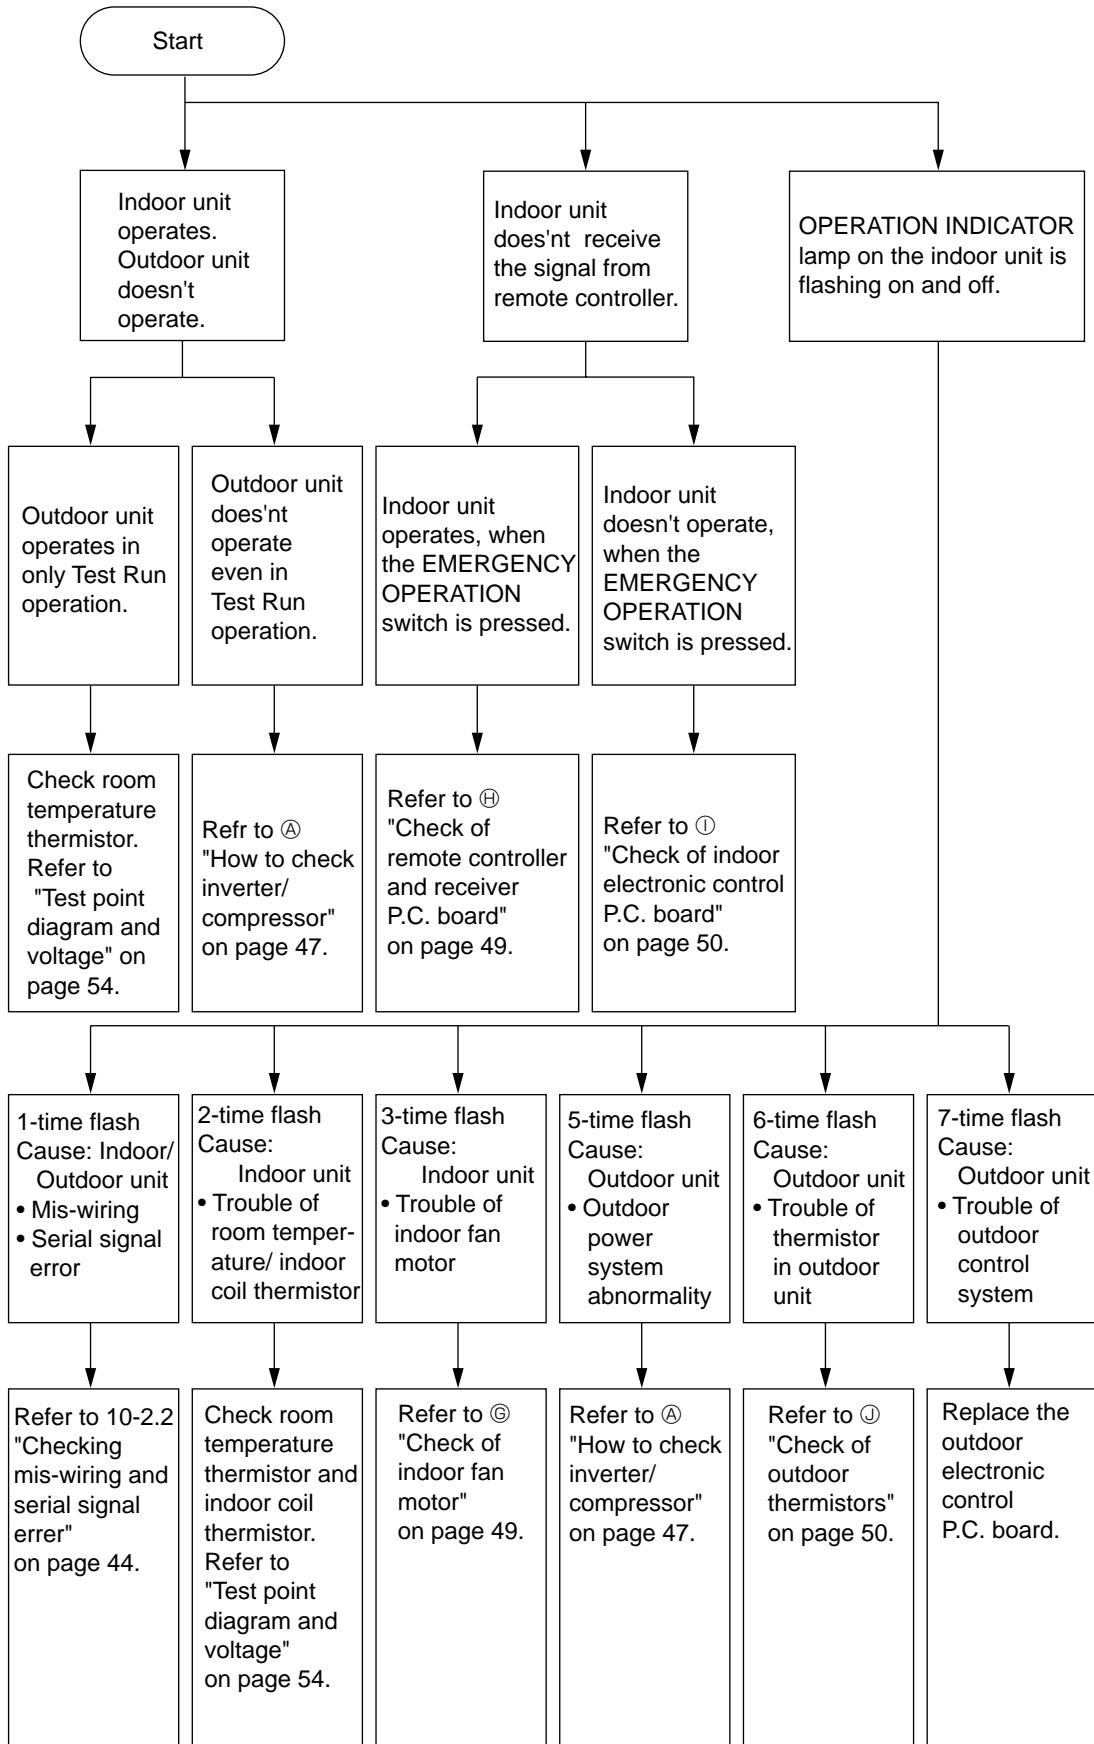 Start
Indoor unit
operates.
Outdoor unit
doesn't
operate.
Indoor unit
does'nt receive
the signal from
remote controller.
OPERATION INDICATOR
lamp on the indoor unit is
flashing on and off.
Outdoor unit
operates in
only Test Run
operation.
Outdoor unit
does'nt
operate
even in
Test Run
operation.
Indoor unit
operates, when
the EMERGENCY
OPERATION
switch is pressed.
Indoor unit
doesn't operate,
when the
EMERGENCY
OPERATION
switch is pressed.
Check room
temperature
thermistor.
Refer to
"Test point
diagram and
voltage" on
page 54.
Refr to Ⓐ
"How to check
inverter/
compressor"
on page 47.
Refer to Ⓗ
"Check of
remote controller
and receiver
P.C. board"
on page 49.
Refer to Ⓘ
"Check of indoor
electronic control
P.C. board"
on page 50.
1-time flash
Cause: Indoor/
Outdoor unit
• Mis-wiring
• Serial signal
error
2-time flash
Cause:
Indoor unit
• Trouble of
room temper-
ature/ indoor
coil thermistor
3-time flash
Cause:
Indoor unit
• Trouble of
indoor fan
motor
5-time flash
Cause:
Outdoor unit
• Outdoor
power
system
abnormality
6-time flash
Cause:
Outdoor unit
• Trouble of
thermistor
in outdoor
unit
7-time flash
Cause:
Outdoor unit
• Trouble of
outdoor
control
system
Refer to 10-2.2
"Checking
mis-wiring and
serial signal
errer"
on page 44.
Check room
temperature
thermistor and
indoor coil
thermistor.
Refer to
"Test point
diagram and
voltage"
on page 54.
Refer to Ⓖ
"Check of
indoor fan
motor"
on page 49.
Refer to Ⓐ
"How to check
inverter/
compressor"
on page 47.
Refer to Ⓙ
"Check of
outdoor
thermistors"
on page 50.
Replace the
outdoor
electronic
control
P.C. board.